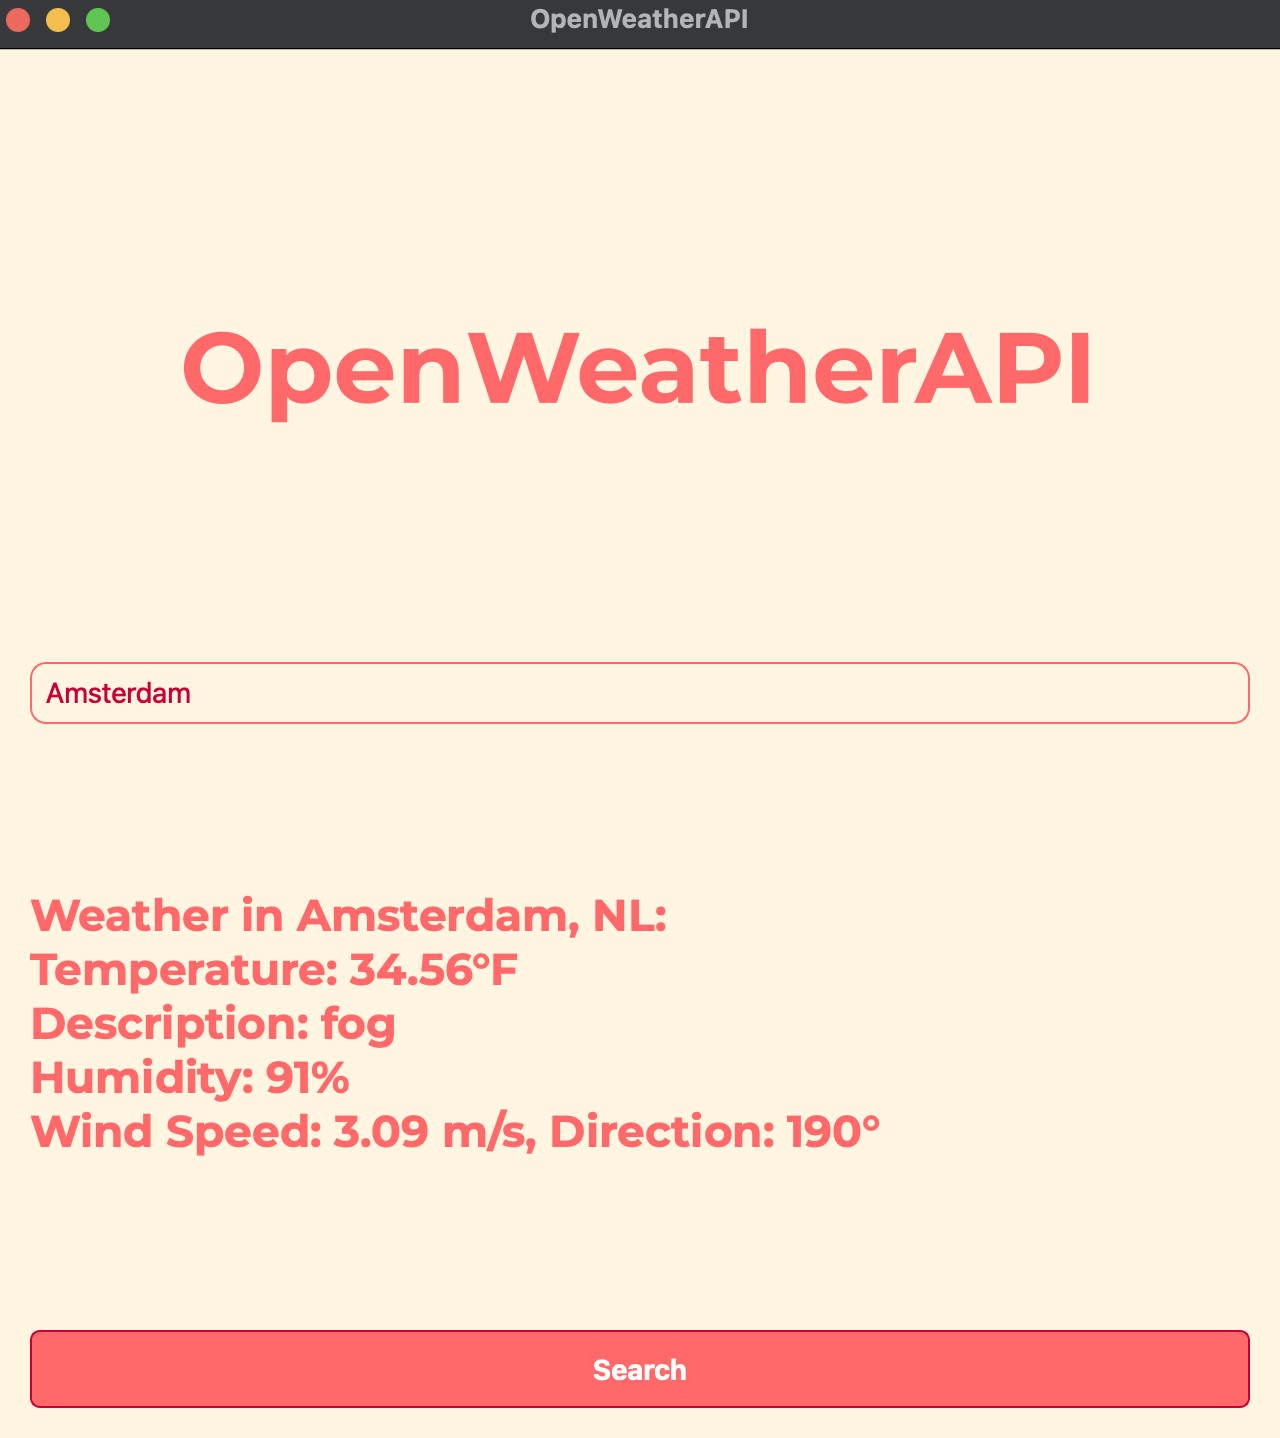 OpenWeatherAPI
OpenWeatherAPI
Amsterdam
Weather in Amsterdam, NL:
Temperature: 34.56°F
Description: fog
Humidity: 91%
Wind Speed: 3.09 m/s, Direction: 190°
Search